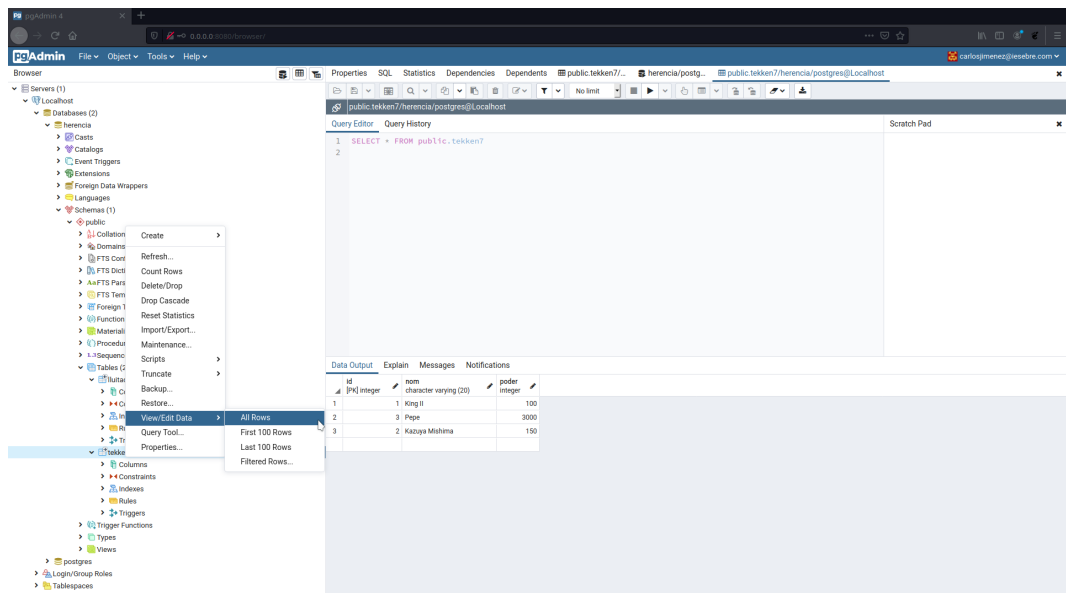 pgAdmin 4
0.0.0.0:8080/browser/
pgAdmin File Object Tools Help carlosjimenez@iesebre.com
Browser
Properties SQL Statistics Dependencies Dependents public.tekken7/... herencia/postg... public.tekken7/herencia/postgres@Localhost
No limit
public.tekken7/herencia/postgres@Localhost
Query Editor Query History Scratch Pad
1 SELECT * FROM public.tekken7
2
Servers (1)
Localhost
Databases (2)
herencia
Casts
Catalogs
Event Triggers
Extensions
Foreign Data Wrappers
Languages
Schemas (1)
public
Collation
Domains
FTS Con
FTS Dicti
FTS Pars
FTS Tem
Foreign T
Function
Materiali
Procedur
1..3 Sequenc
Tables (2
lluitad
C
C
In
R
Tr
tekke
Columns
Constraints
Indexes
Rules
Triggers
Trigger Functions
Types
Views
postgres
Login/Group Roles
Tablespaces
Create
Refresh...
Count Rows
Delete/Drop
Drop Cascade
Reset Statistics
Import/Export...
Maintenance...
Scripts
Truncate
Backup...
Restore...
View/Edit Data
Query Tool...
Properties...
All Rows
First 100 Rows
Last 100 Rows
Filtered Rows...
Data Output Explain Messages Notifications
id nom poder
[PK] integer character varying (20) integer
1 1 King II 100
2 3 Pepe 3000
3 2 Kazuya Mishima 150